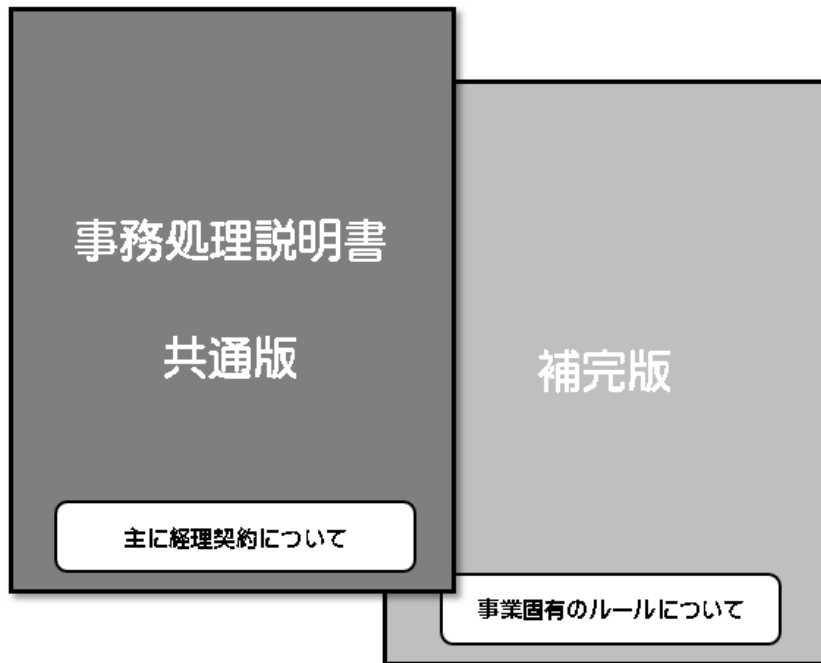 事務処理説明書
共通版
主に経理契約について
補完版
事業固有のルールについて